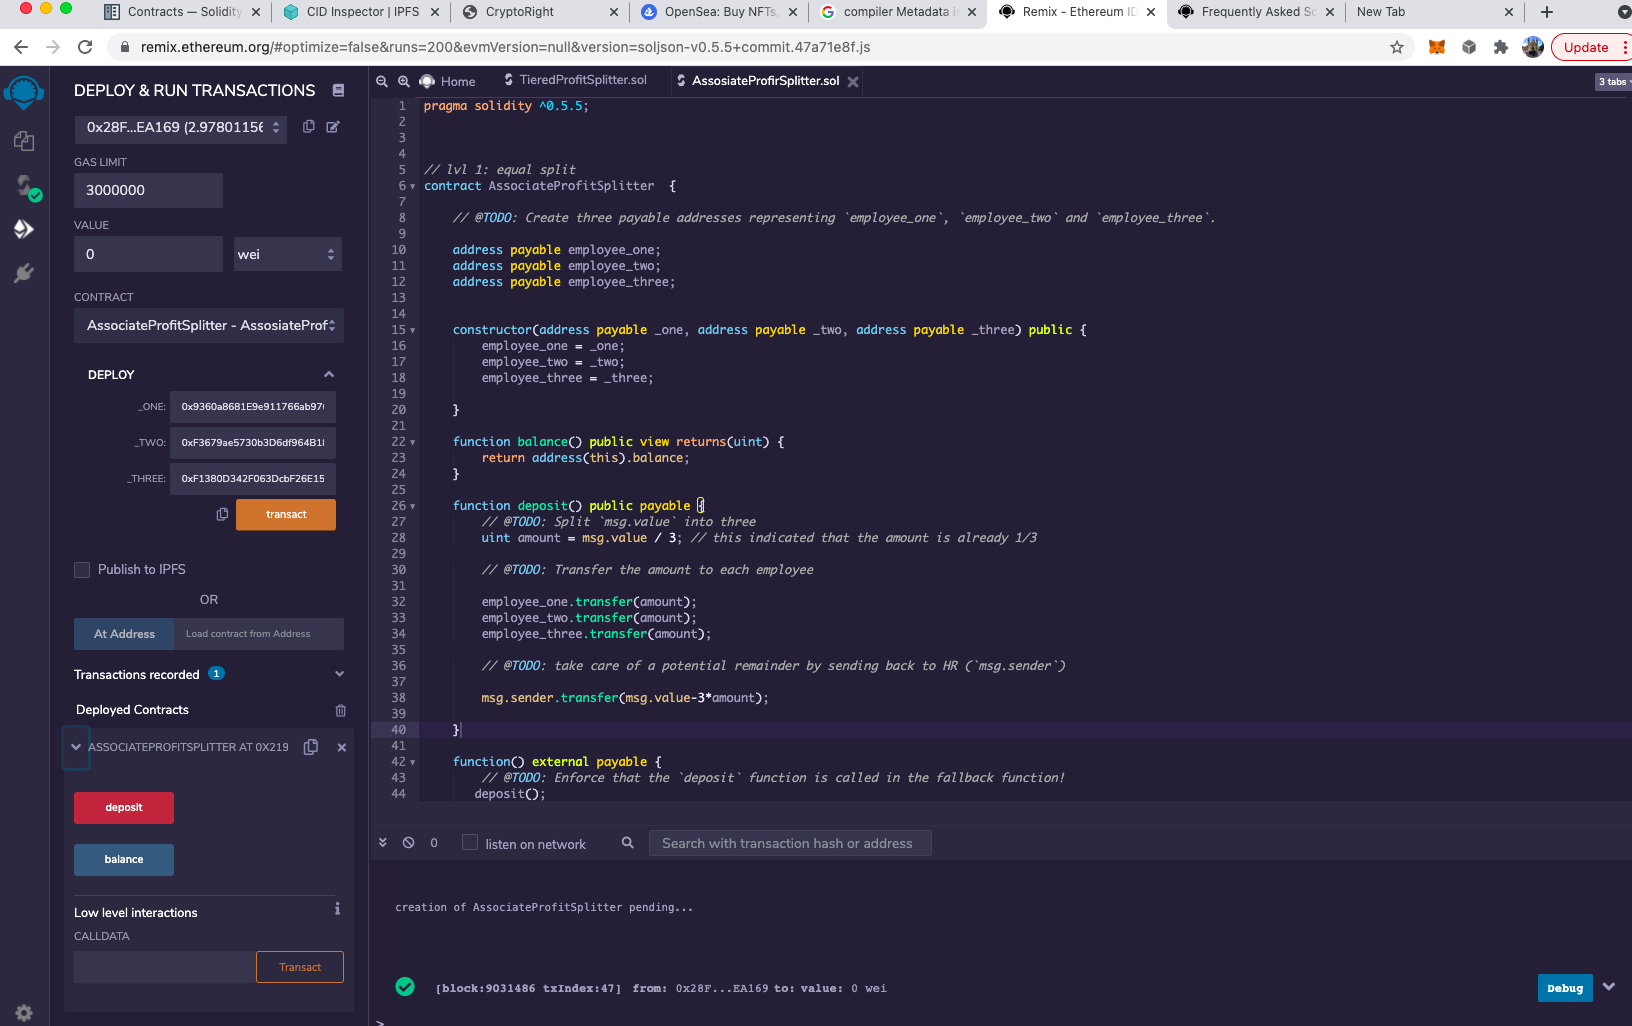 Contracts — Solidity
CID Inspector | IPFS
CryptoRight
OpenSea: Buy NFTs,
compiler Metadata is
Remix - Ethereum ID
Frequently Asked Sc
New Tab
remix.ethereum.org/#optimize=false&runs=200&evmVersion=null&version=soljson-v0.5.5+commit.47a71e8f.js
Update
DEPLOY & RUN TRANSACTIONS
0x28F...EA169 (2.97801156
GAS LIMIT
3000000
VALUE
0
wei
CONTRACT
AssociateProfitSplitter - AssosiateProf
DEPLOY
_ONE:
0x9360a8681E9e911766ab970
_TWO:
0xF3679ae5730b3D6df964B1
_THREE:
0xF1380D342F063DcbF26E15
transact
Publish to IPFS
OR
At Address
Load contract from Address
Transactions recorded 1
Deployed Contracts
ASSOCIATEPROFITSPLITTER AT 0X219
deposit
balance
Low level interactions
CALLDATA
Transact
Home
TieredProfitSplitter.sol
AssosiateProfirSplitter.sol
3 tabs
1 pragma solidity ^0.5.5;
2
3
4
5 // lvl 1: equal split
6 contract AssociateProfitSplitter  {
7
8 // @TODO: Create three payable addresses representing `employee_one`, `employee_two` and `employee_three`.
9
10 address payable employee_one;
11 address payable employee_two;
12 address payable employee_three;
13
14
15 constructor(address payable _one, address payable _two, address payable _three) public {
16 employee_one = _one;
17 employee_two = _two;
18 employee_three = _three;
19
20 }
21
22 function balance() public view returns(uint) {
23 return address(this).balance;
24 }
25
26 function deposit() public payable {
27 // @TODO: Split `msg.value` into three
28 uint amount = msg.value / 3; // this indicated that the amount is already 1/3
29
30 // @TODO: Transfer the amount to each employee
31
32 employee_one.transfer(amount);
33 employee_two.transfer(amount);
34 employee_three.transfer(amount);
35
36 // @TODO: take care of a potential remainder by sending back to HR (`msg.sender`)
37
38 msg.sender.transfer(msg.value-3*amount);
39
40 }
41
42 function() external payable {
43 // @TODO: Enforce that the `deposit` function is called in the fallback function!
44 deposit();
0
listen on network
Search with transaction hash or address
creation of AssociateProfitSplitter pending...
[block:9031486 txIndex:47] from: 0x28F...EA169 to: value: 0 wei
Debug
>